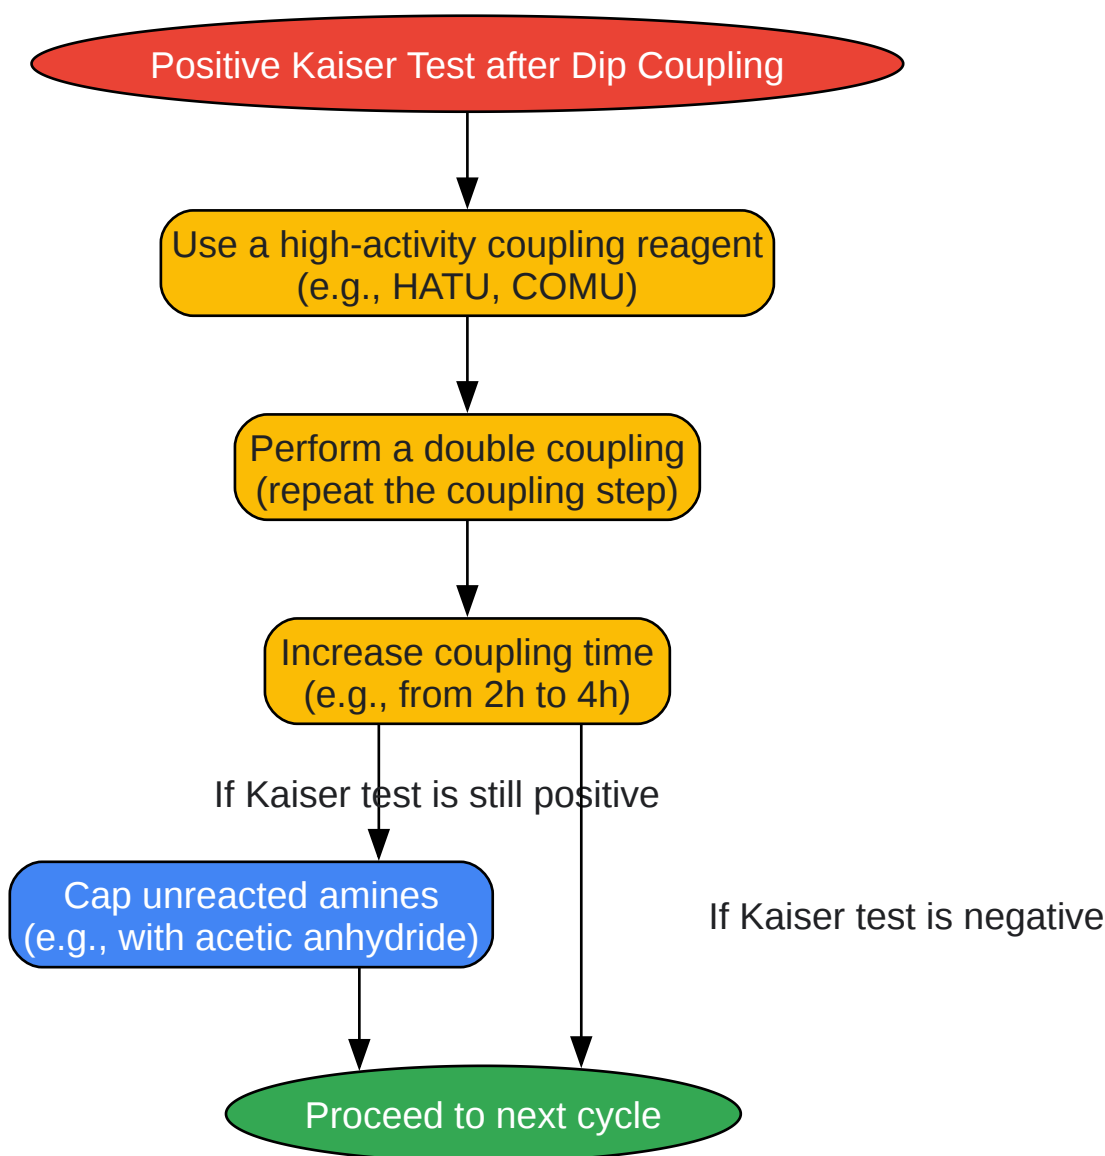 Positive Kaiser Test after Dip Coupling
Use a high-activity coupling reagent
(e.g., HATU, COMU)
Perform a double coupling
(repeat the coupling step)
Increase coupling time
(e.g., from 2h to 4h)
If Kaiser test is still positive
Cap unreacted amines
(e.g., with acetic anhydride)
If Kaiser test is negative
Proceed to next cycle